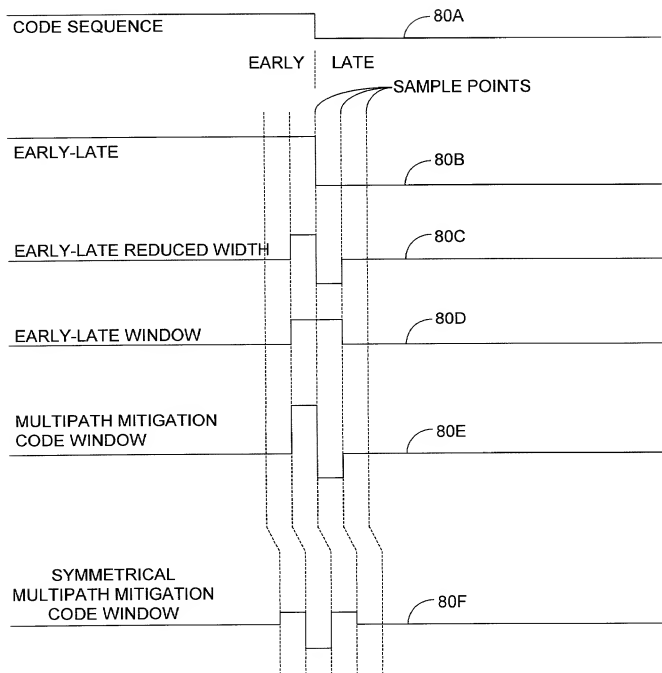 CODE SEQUENCE
80A
EARLY
LATE
SAMPLE POINTS
EARLY-LATE
80B
EARLY-LATE REDUCED WIDTH
80C
EARLY-LATE WINDOW
80D
MULTIPATH MITIGATION
CODE WINDOW
80E
SYMMETRICAL
MULTIPATH MITIGATION
CODE WINDOW
80F